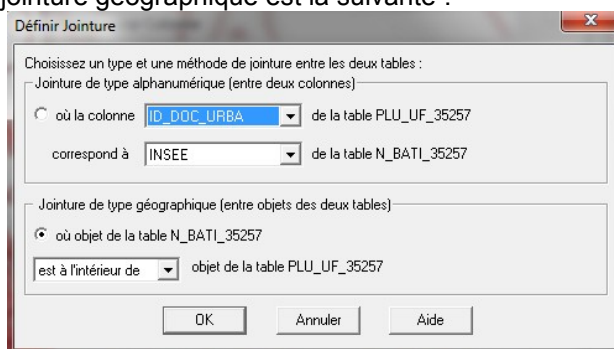 jointure géographique est la suivante :
Définir Jointure
Choisissez un type et une méthode de jointure entre les deux tables :
Jointure de type alphanumérique (entre deux colonnes)
où la colonne ID_DOC_URBA de la table PLU_UF_35257
correspond à INSEE de la table N_BATI_35257
Jointure de type géographique (entre objets des deux tables)
où objet de la table N_BATI_35257
est à l'intérieur de objet de la table PLU_UF_35257
OK Annuler Aide